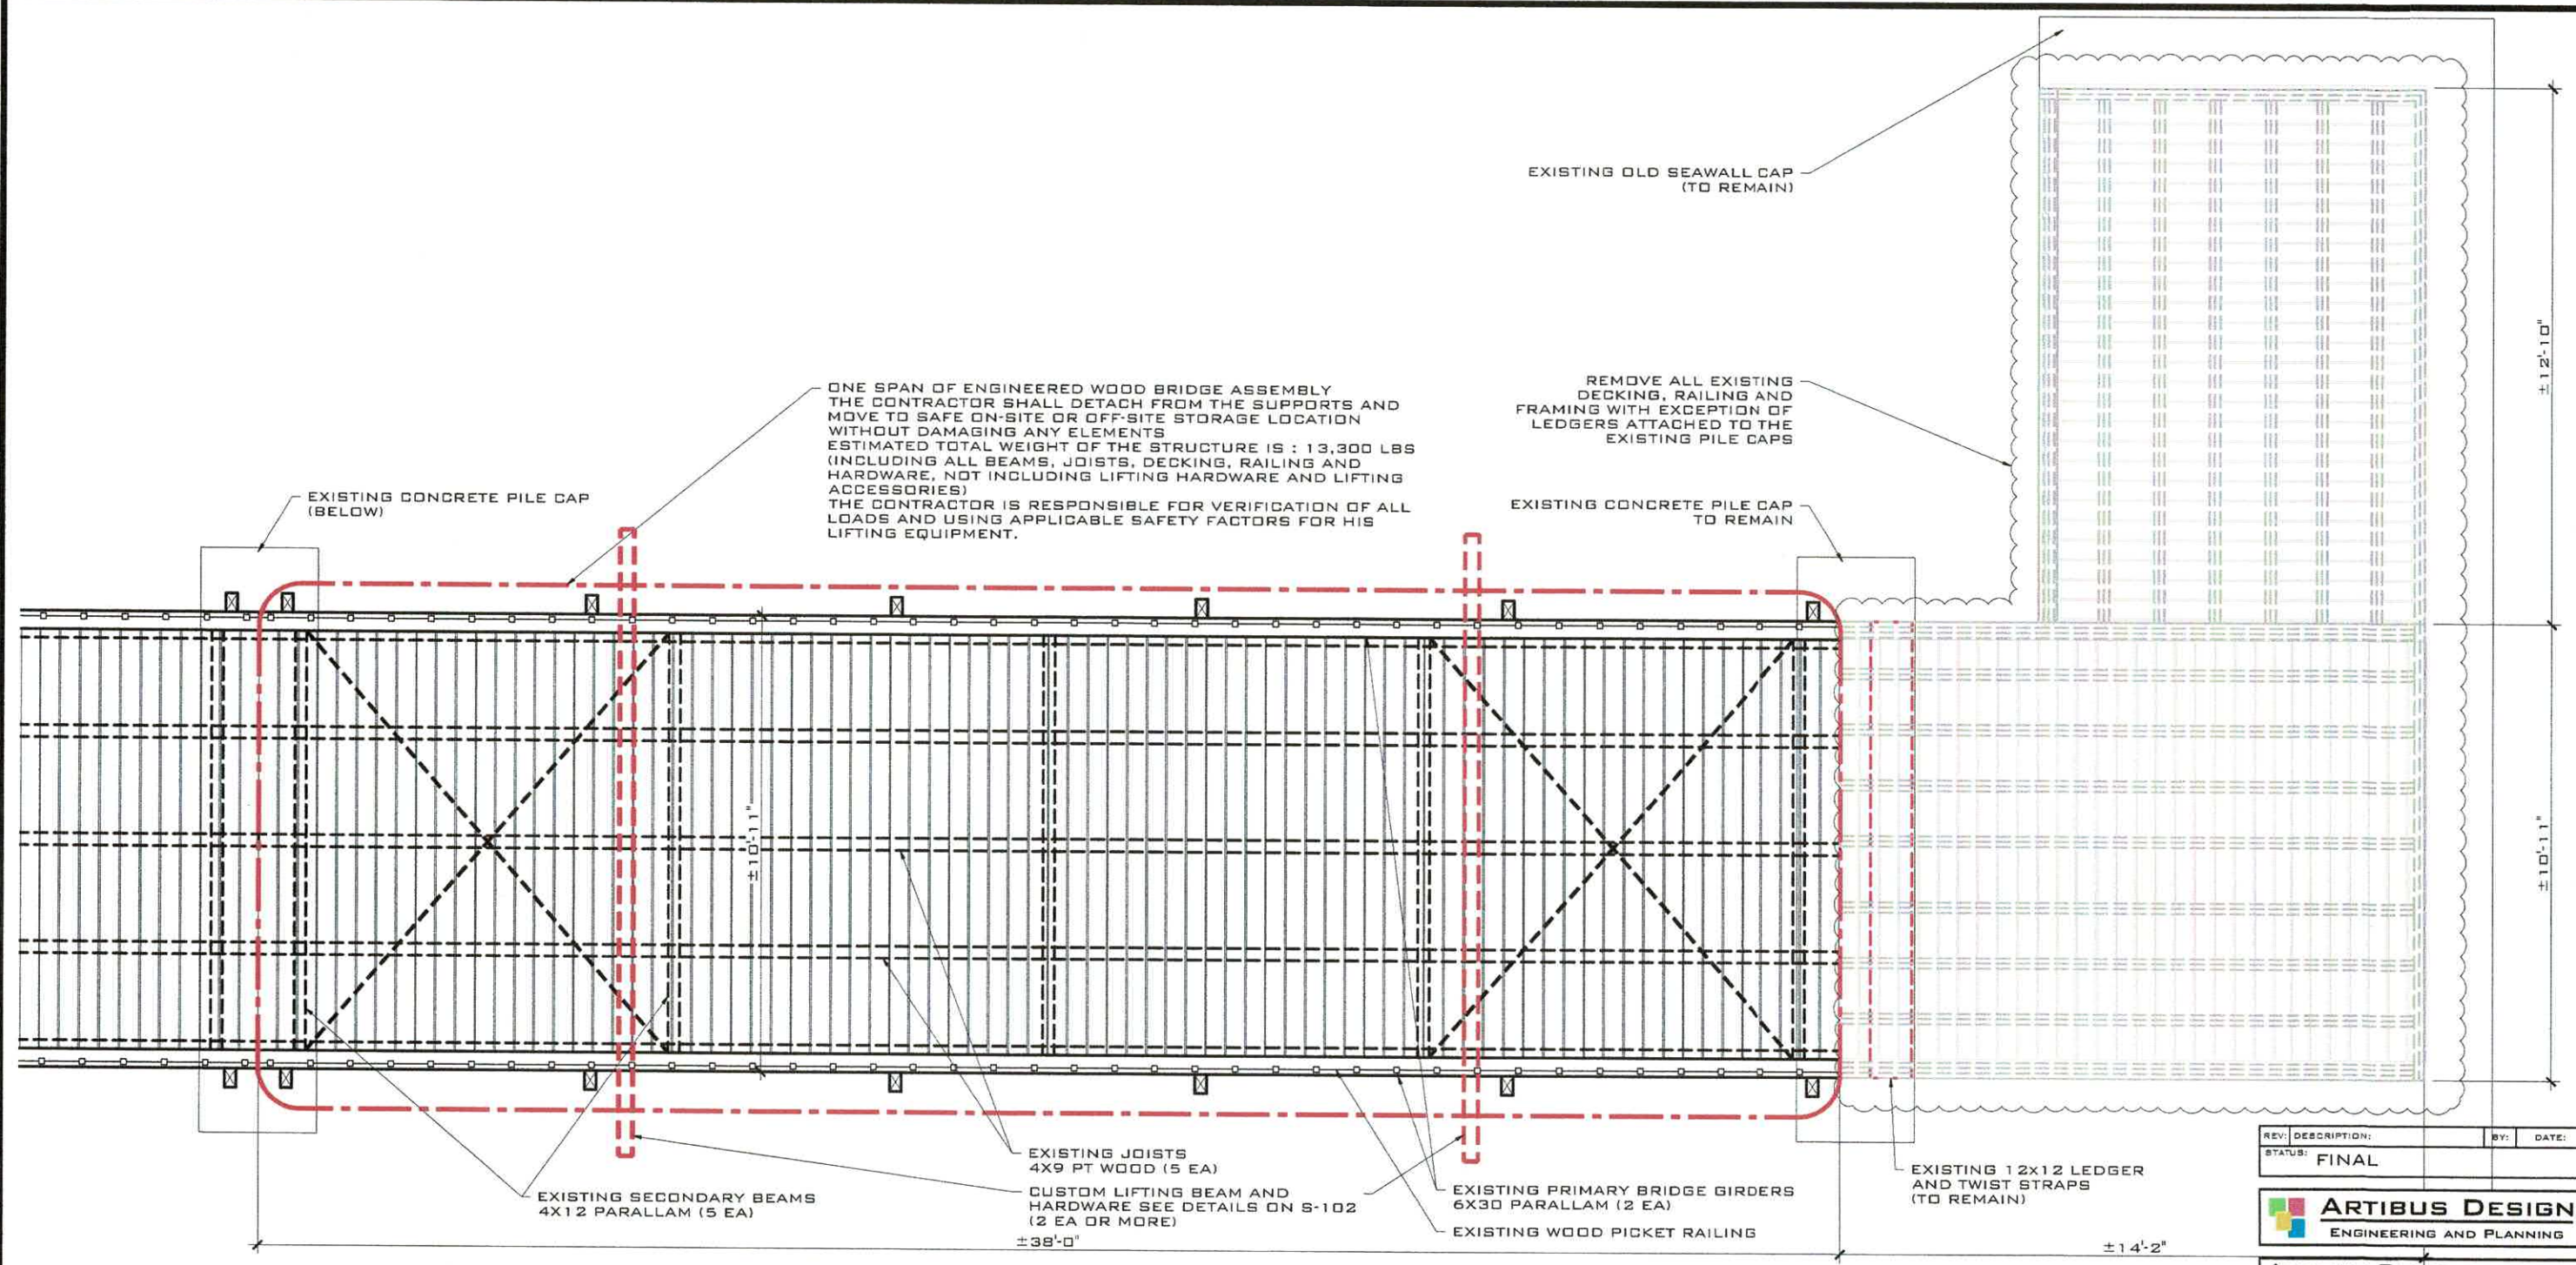 EXISTING OLD SEAWALL CAP
(TO REMAIN)
±12'-10"
ONE SPAN OF ENGINEERED WOOD BRIDGE ASSEMBLY
THE CONTRACTOR SHALL DETACH FROM THE SUPPORTS AND
MOVE TO SAFE ON-SITE OR OFF-SITE STORAGE LOCATION
WITHOUT DAMAGING ANY ELEMENTS
ESTIMATED TOTAL WEIGHT OF THE STRUCTURE IS : 13,300 LBS
(INCLUDING ALL BEAMS, JOISTS, DECKING, RAILING AND
HARDWARE, NOT INCLUDING LIFTING HARDWARE AND LIFTING
ACCESSORIES)
THE CONTRACTOR IS RESPONSIBLE FOR VERIFICATION OF ALL
LOADS AND USING APPLICABLE SAFETY FACTORS FOR HIS
LIFTING EQUIPMENT.
REMOVE ALL EXISTING
DECKING, RAILING AND
FRAMING WITH EXCEPTION OF
LEDGERS ATTACHED TO THE
EXISTING PILE CAPS
EXISTING CONCRETE PILE CAP
(BELOW)
EXISTING CONCRETE PILE CAP
TO REMAIN
±10'-11"
±10'-11"
EXISTING JOISTS
4X9 PT WOOD (5 EA)
EXISTING SECONDARY BEAMS
4X12 PARALLAM (5 EA)
CUSTOM LIFTING BEAM AND
HARDWARE SEE DETAILS ON S-102
(2 EA OR MORE)
EXISTING PRIMARY BRIDGE GIRDERS
6X30 PARALLAM (2 EA)
EXISTING WOOD PICKET RAILING
EXISTING 12x12 LEDGER
AND TWIST STRAPS
(TO REMAIN)
±38'-0"
±14'-2"
REV: DESCRIPTION: BY: DATE:
STATUS: FINAL
ARTIBUS DESIGN
ENGINEERING AND PLANNING